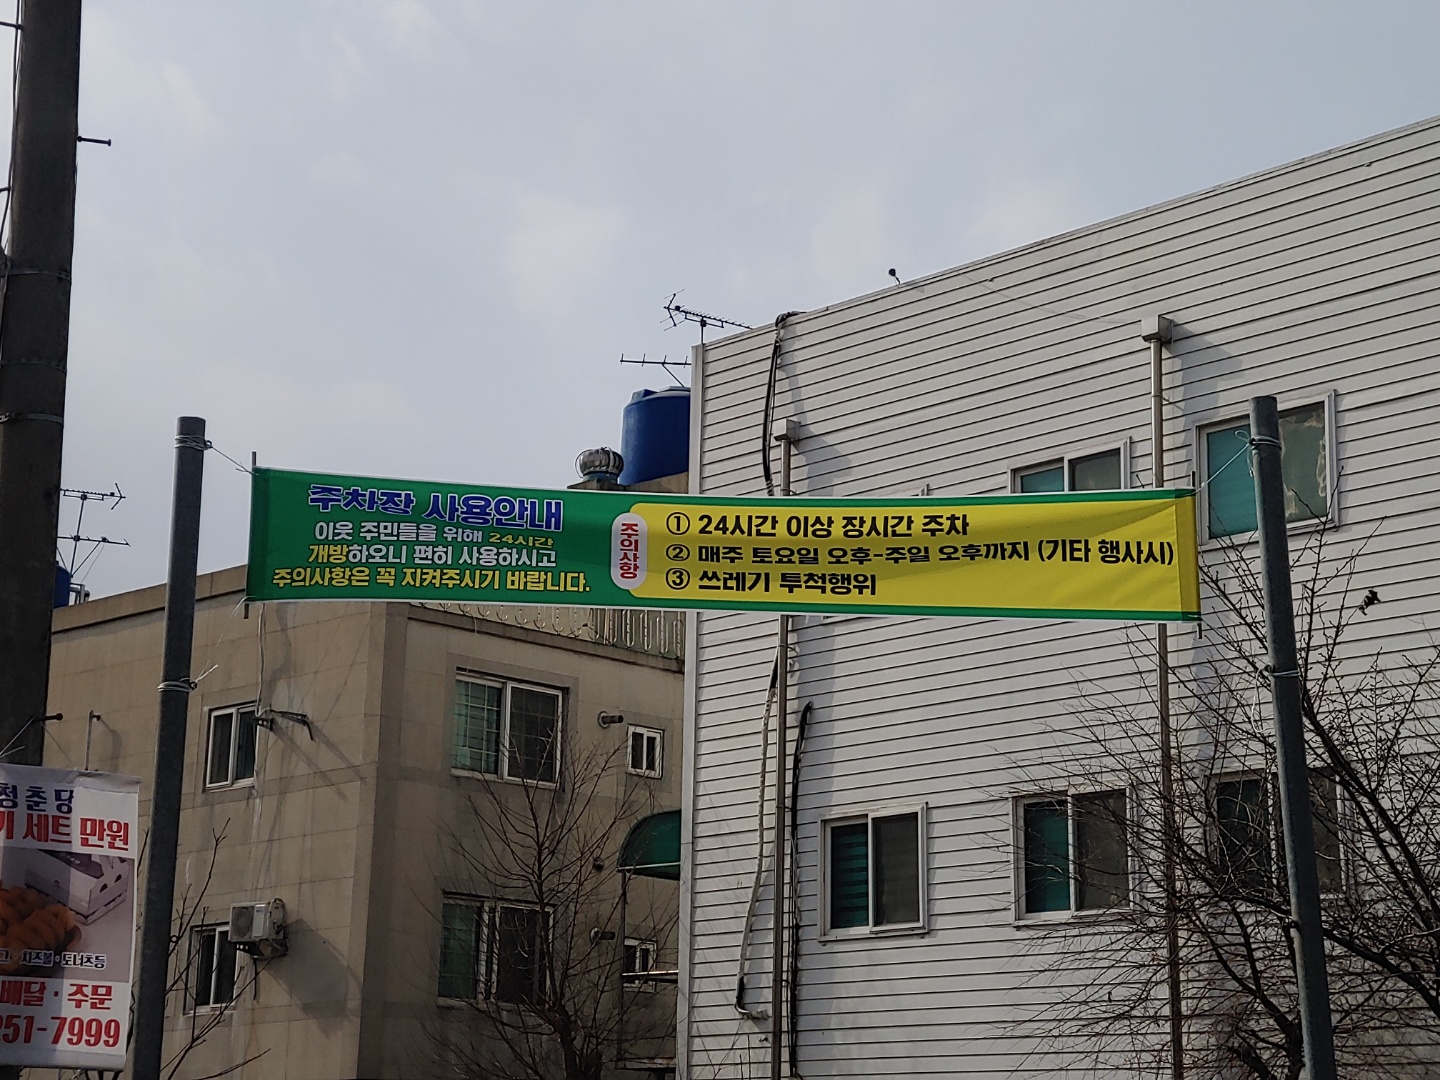 주차장 사용안내
이웃 주민들을 위해 24시간
개방하오니 편히 사용하시고
주의사항은 꼭 지켜주시기 바랍니다.
주의사항
① 24시간 이상 장시간 주차
② 매주 토요일 오후-주일 오후까지 (기타 행사시)
③ 쓰레기 투척행위
청춘당
기 세트 만원
배달·주문
251-7999